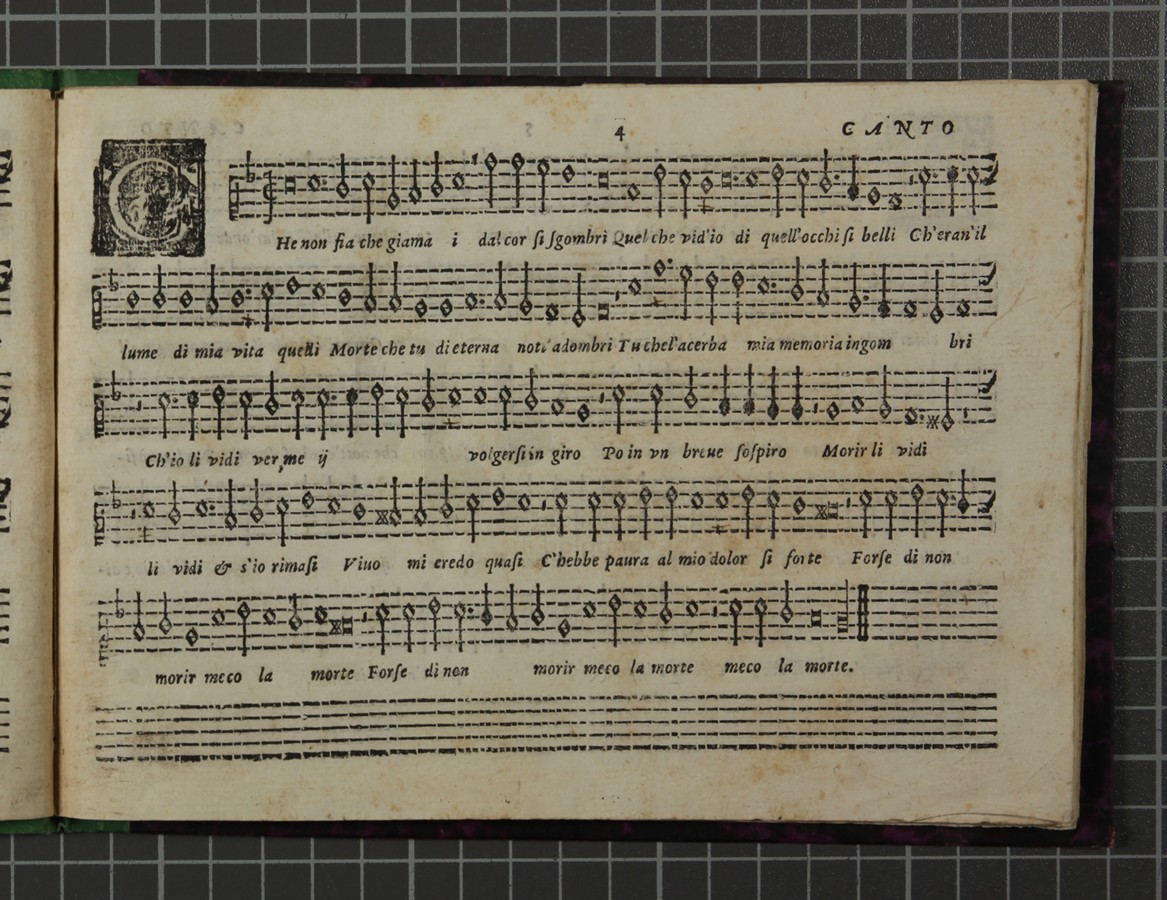 4 CANTO
CHe non fia che giama i dal cor si sgombri Quel che vid'io di quell'occhi si belli Ch'eran'il
lume di mia vita quelli Morte che tu di eterna nott'adombri Tu chel'acerba mia memoria ingom bri
Ch'io li vidi ver me ij volgersi in giro Po in vn breue sospiro Morir li vidi
li vidi & s'io rimasi Viuo mi credo quasi C'hebbe paura al mio dolor si forte Forse di non
morir meco la morte Forse di non morir meco la morte meco la morte.